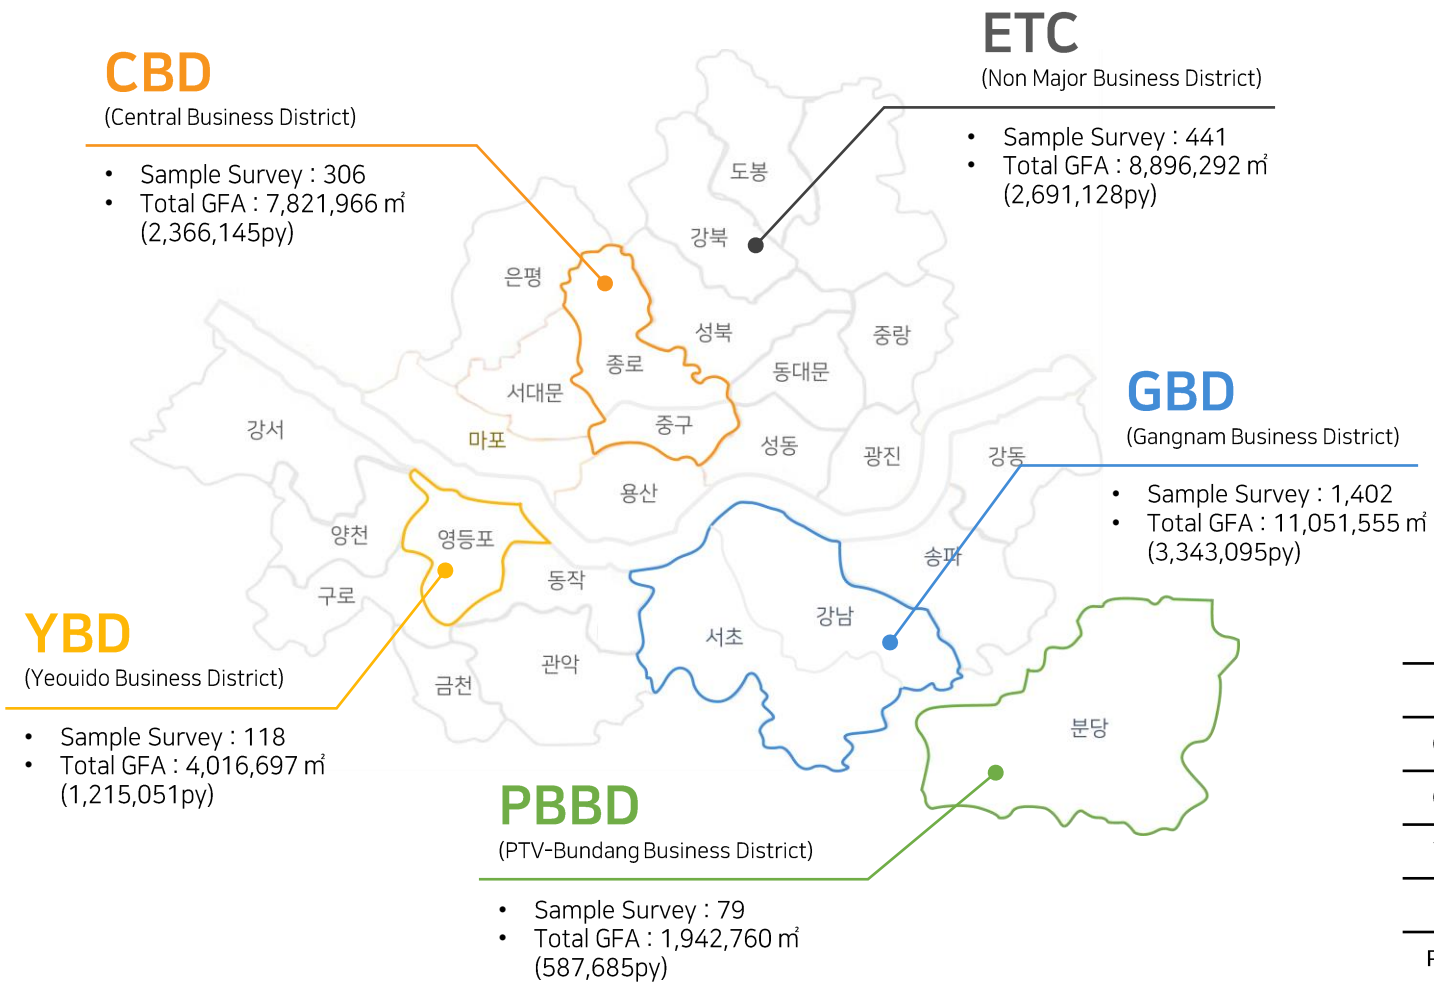 ETC
(Non Major Business District)
• Sample Survey : 441
• Total GFA : 8,896,292 ㎡
(2,691,128py)
CBD
(Central Business District)
• Sample Survey : 306
• Total GFA : 7,821,966 ㎡
(2,366,145py)
도봉
강북
은평
성북
중랑
종로
동대문
서대문
강서
마포
중구
성동
광진
강동
용산
양천
영등포
송파
동작
구로
강남
서초
관악
금천
분당
GBD
(Gangnam Business District)
• Sample Survey : 1,402
• Total GFA : 11,051,555 ㎡
(3,343,095py)
YBD
(Yeouido Business District)
• Sample Survey : 118
• Total GFA : 4,016,697 ㎡
(1,215,051py)
PBBD
(PTV-Bundang Business District)
• Sample Survey : 79
• Total GFA : 1,942,760 ㎡
(587,685py)